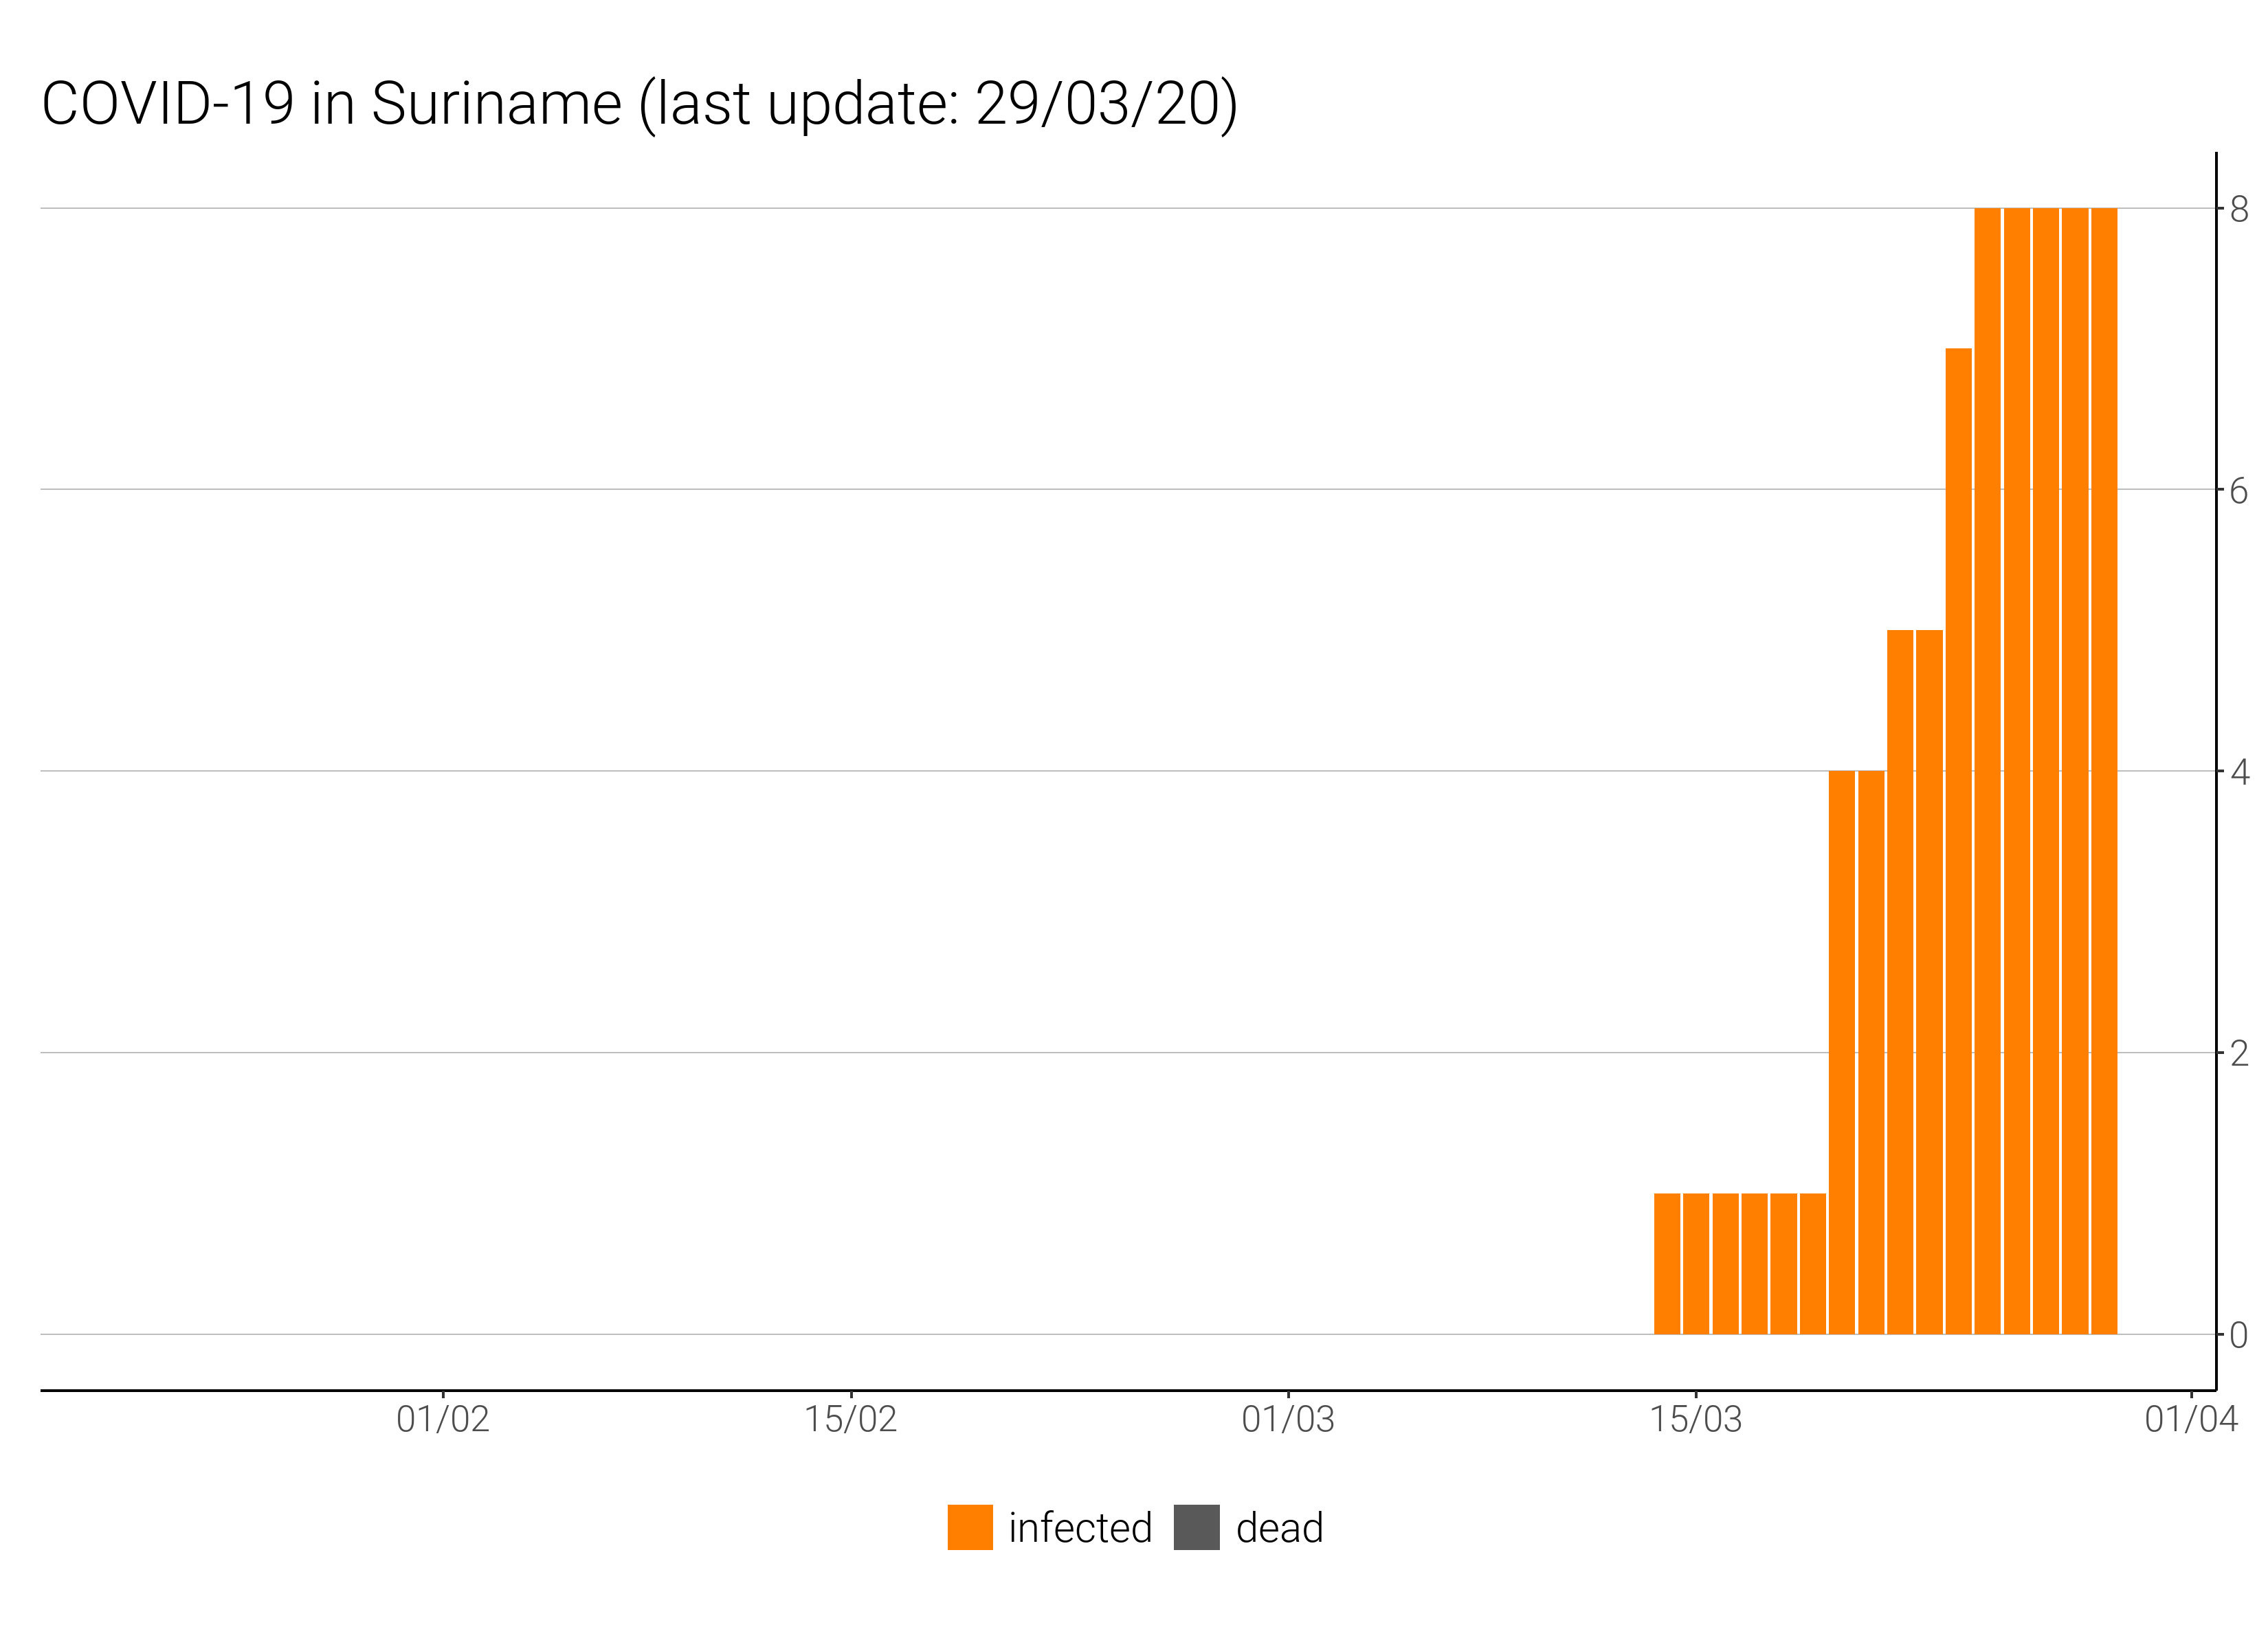 COVID-19 in Suriname (last update: 29/03/20)
8
6
4
2
0
01/02 15/02 01/03 15/03 01/04
infected dead